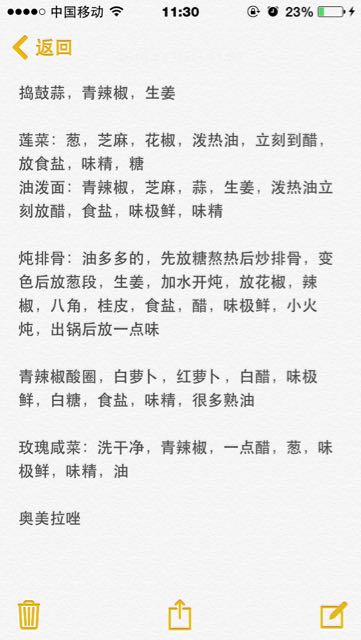 中国移动 11:30 23%
返回
捣鼓蒜，青辣椒，生姜
莲菜：葱，芝麻，花椒，泼热油，立刻到醋，
放食盐，味精，糖
油泼面：青辣椒，芝麻，蒜，生姜，泼热油立
刻放醋，食盐，味极鲜，味精
炖排骨：油多多的，先放糖熬热后炒排骨，变
色后放葱段，生姜，加水开炖，放花椒，辣
椒，八角，桂皮，食盐，醋，味极鲜，小火
炖，出锅后放一点味
青辣椒酸圈，白萝卜，红萝卜，白醋，味极
鲜，白糖，食盐，味精，很多熟油
玫瑰咸菜：洗干净，青辣椒，一点醋，葱，味
极鲜，味精，油
奥美拉唑